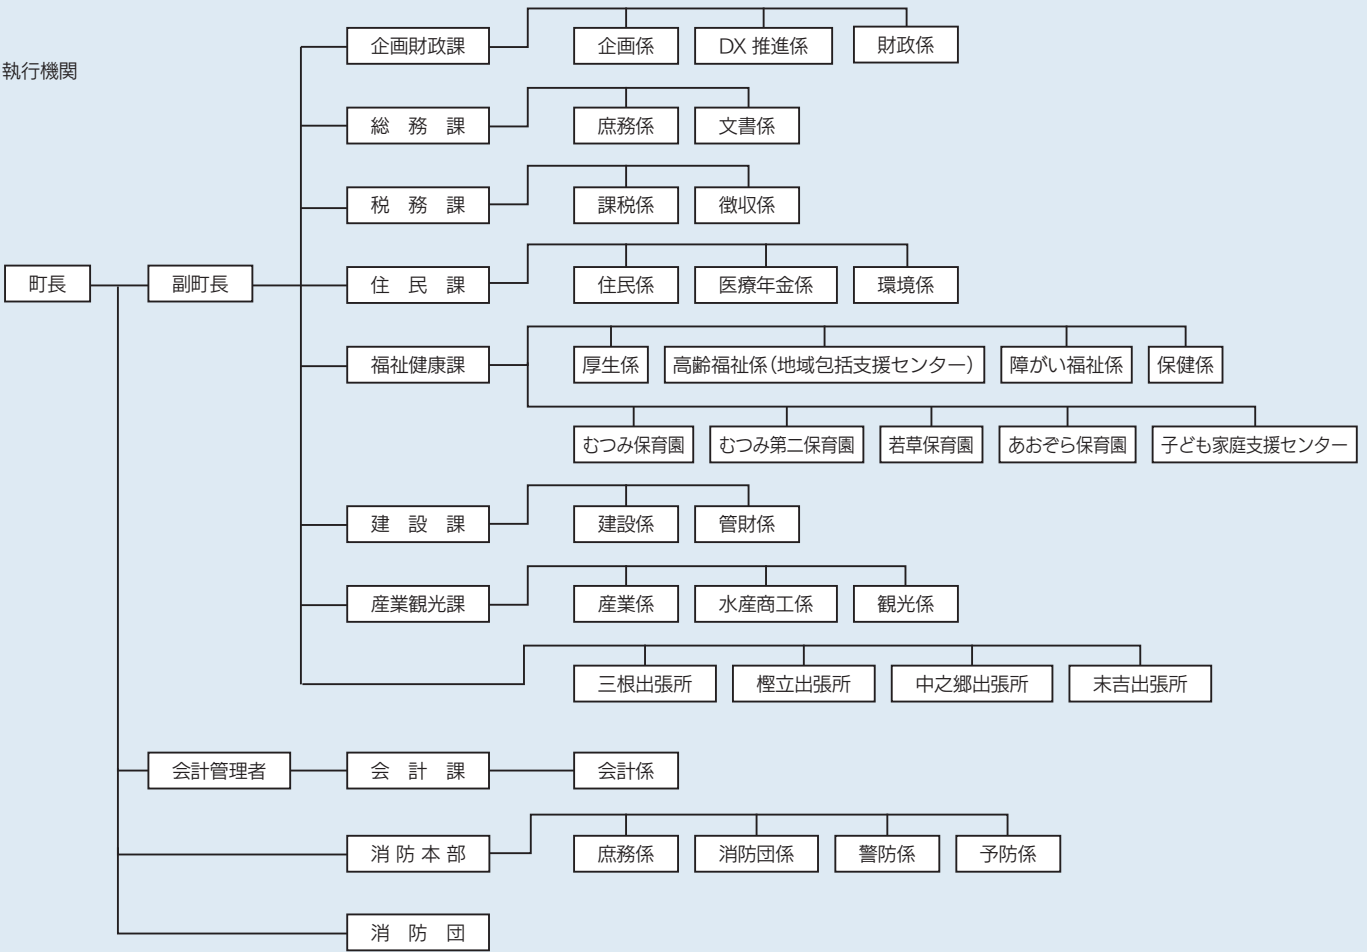 企画財政課 企画係 DX 推進係 財政係
執行機関
総務課 庶務係 文書係
税務課 課税係 徴収係
町長 副町長 住民課 住民係 医療年金係 環境係
福祉健康課 厚生係 高齢福祉係（地域包括支援センター） 障がい福祉係 保健係
むつみ保育園 むつみ第二保育園 若草保育園 あおぞら保育園 子ども家庭支援センター
建設課 建設係 管財係
産業観光課 産業係 水産商工係 観光係
三根出張所 樫立出張所 中之郷出張所 末吉出張所
会計管理者 会計課 会計係
消防本部 庶務係 消防団係 警防係 予防係
消防団